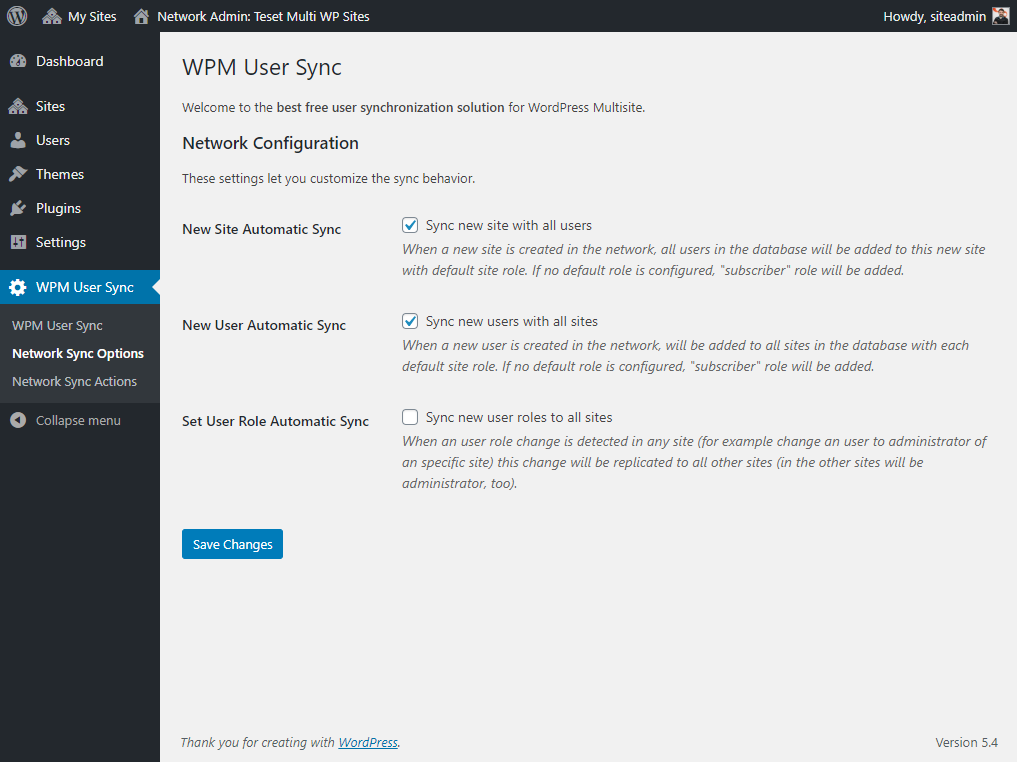 My Sites Network Admin: Teset Multi WP Sites Howdy, siteadmin
Dashboard
Sites
Users
Themes
Plugins
Settings
WPM User Sync
WPM User Sync
Network Sync Options
Network Sync Actions
Collapse menu
WPM User Sync
Welcome to the best free user synchronization solution for WordPress Multisite.
Network Configuration
These settings let you customize the sync behavior.
New Site Automatic Sync
Sync new site with all users
When a new site is created in the network, all users in the database will be added to this new site
with default site role. If no default role is configured, "subscriber" role will be added.
New User Automatic Sync
Sync new users with all sites
When a new user is created in the network, will be added to all sites in the database with each
default site role. If no default role is configured, "subscriber" role will be added.
Set User Role Automatic Sync
Sync new user roles to all sites
When an user role change is detected in any site (for example change an user to administrator of
an specific site) this change will be replicated to all other sites (in the other sites will be
administrator, too).
Save Changes
Thank you for creating with WordPress.
Version 5.4